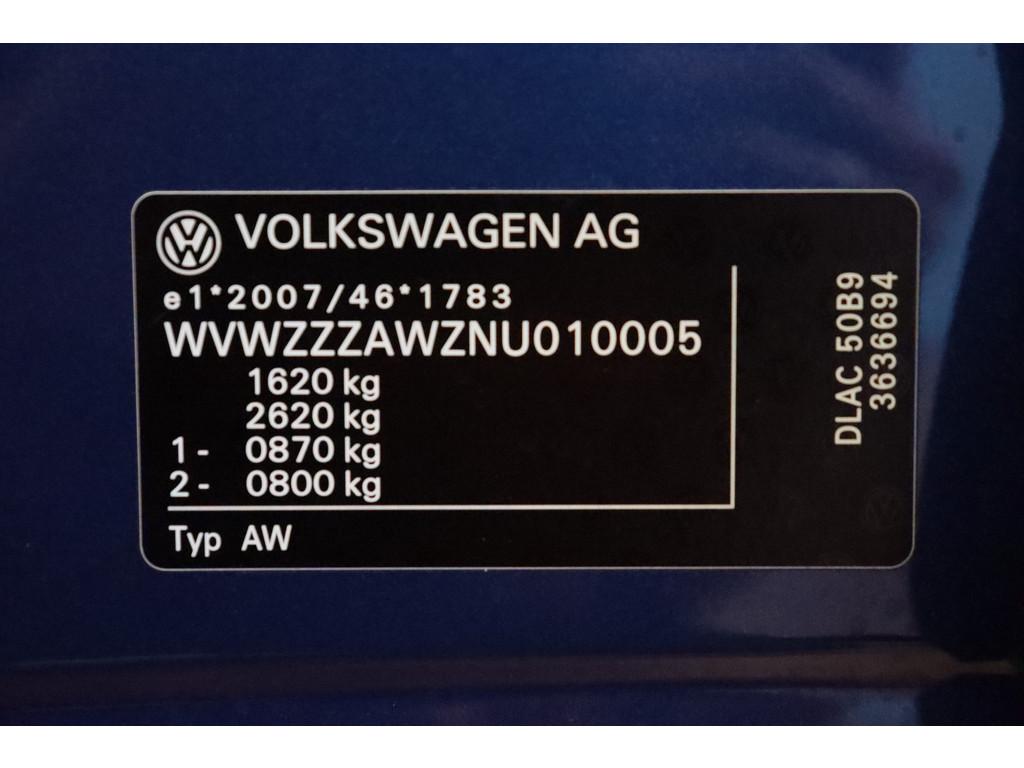 VOLKSWAGEN AG
e1*2007/46*1783
WVWZZZAWZNU010005
1620 kg
2620 kg
1- 0870 kg
2- 0800 kg
Typ AW
DLAC 50B9
3636694